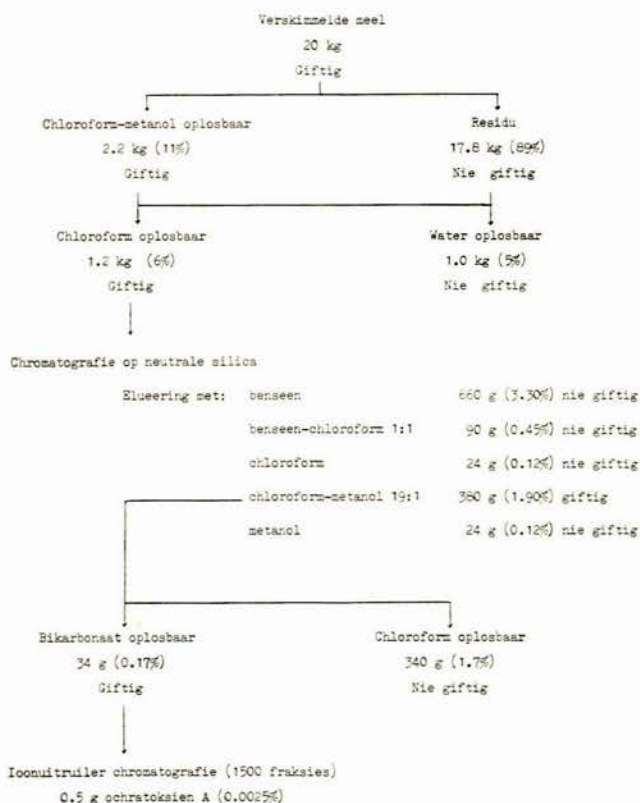 Verskimmelde meel
20 kg
Giftig
Chloroform-metanol oplosbaar
2.2 kg (11%)
Giftig
Residu
17.8 kg (89%)
Nie giftig
Chloroform oplosbaar
1.2 kg (6%)
Giftig
Water oplosbaar
1.0 kg (5%)
Nie giftig
Chromatografie op neutrale silica
Elueering met: benseen 660 g (3.30%) nie giftig
benseen-chloroform 1:1 90 g (0.45%) nie giftig
chloroform 24 g (0.12%) nie giftig
chloroform-metanol 19:1 380 g (1.90%) giftig
metanol 24 g (0.12%) nie giftig
Bikarbonaat oplosbaar
34 g (0.17%)
Giftig
Chloroform oplosbaar
340 g (1.7%)
Nie giftig
Ioonuitruiler chromatografie (1500 fraksies)
0.5 g ochratoksien A (0.0025%)